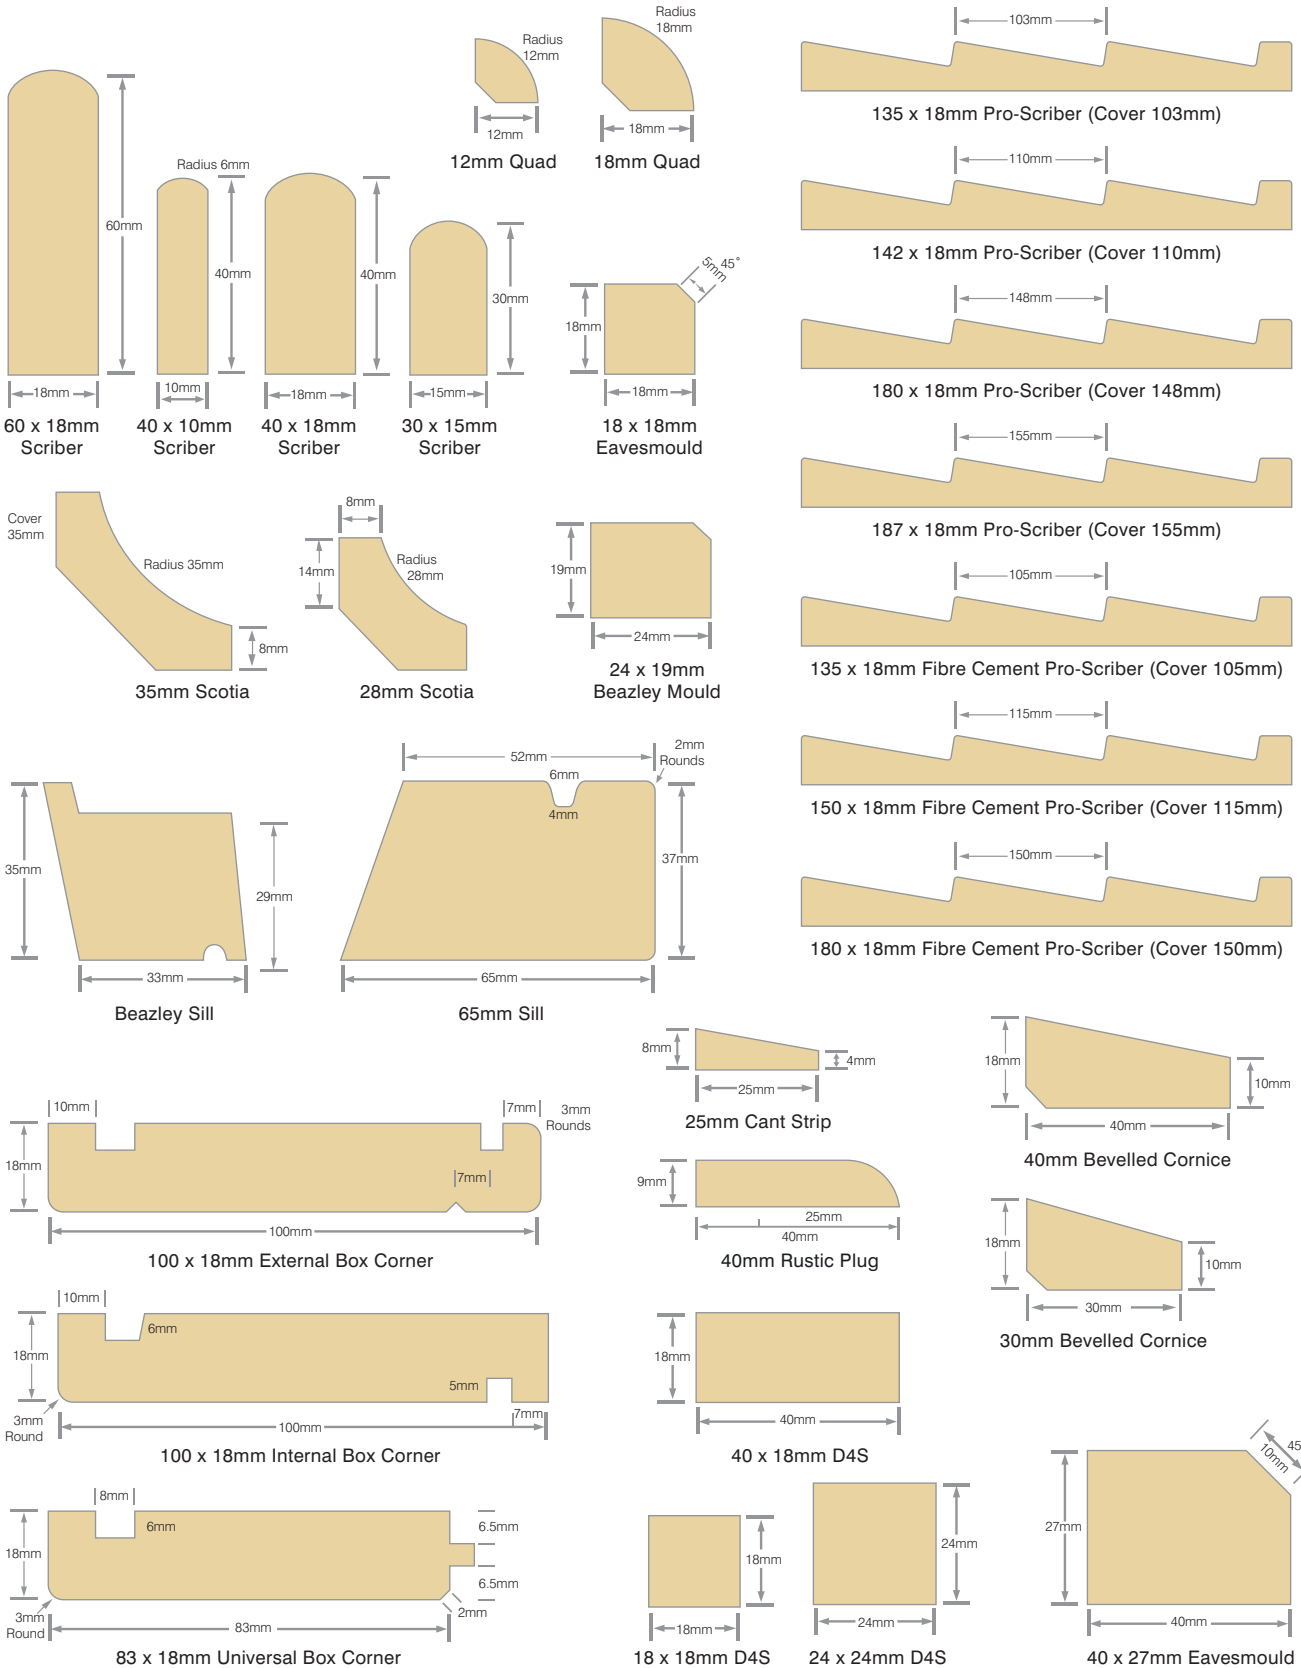 60mm
18mm
60 x 18mm
Scriber
Radius 6mm
40mm
10mm
40 x 10mm
Scriber
40mm
18mm
40 x 18mm
Scriber
30mm
15mm
30 x 15mm
Scriber
Radius
12mm
12mm
12mm Quad
Radius
18mm
18mm
18mm Quad
5mm
45°
18mm
18mm
18 x 18mm
Eavesmould
103mm
135 x 18mm Pro-Scriber (Cover 103mm)
110mm
142 x 18mm Pro-Scriber (Cover 110mm)
148mm
180 x 18mm Pro-Scriber (Cover 148mm)
155mm
187 x 18mm Pro-Scriber (Cover 155mm)
105mm
135 x 18mm Fibre Cement Pro-Scriber (Cover 105mm)
115mm
150 x 18mm Fibre Cement Pro-Scriber (Cover 115mm)
150mm
180 x 18mm Fibre Cement Pro-Scriber (Cover 150mm)
Cover
35mm
Radius 35mm
8mm
35mm Scotia
8mm
14mm
Radius
28mm
28mm Scotia
19mm
24mm
24 x 19mm
Beazley Mould
35mm
29mm
33mm
Beazley Sill
52mm
2mm
Rounds
6mm
4mm
37mm
65mm
65mm Sill
8mm
4mm
25mm
25mm Cant Strip
18mm
10mm
40mm
40mm Bevelled Cornice
10mm
7mm
3mm
Rounds
18mm
7mm
100mm
100 x 18mm External Box Corner
9mm
25mm
40mm
40mm Rustic Plug
18mm
10mm
30mm
30mm Bevelled Cornice
10mm
6mm
18mm
5mm
7mm
3mm
Round
100mm
100 x 18mm Internal Box Corner
18mm
40mm
40 x 18mm D4S
8mm
6mm
18mm
6.5mm
6.5mm
2mm
3mm
Round
83mm
83 x 18mm Universal Box Corner
18mm
18mm
18 x 18mm D4S
24mm
24mm
24 x 24mm D4S
45
10mm
27mm
40mm
40 x 27mm Eavesmould